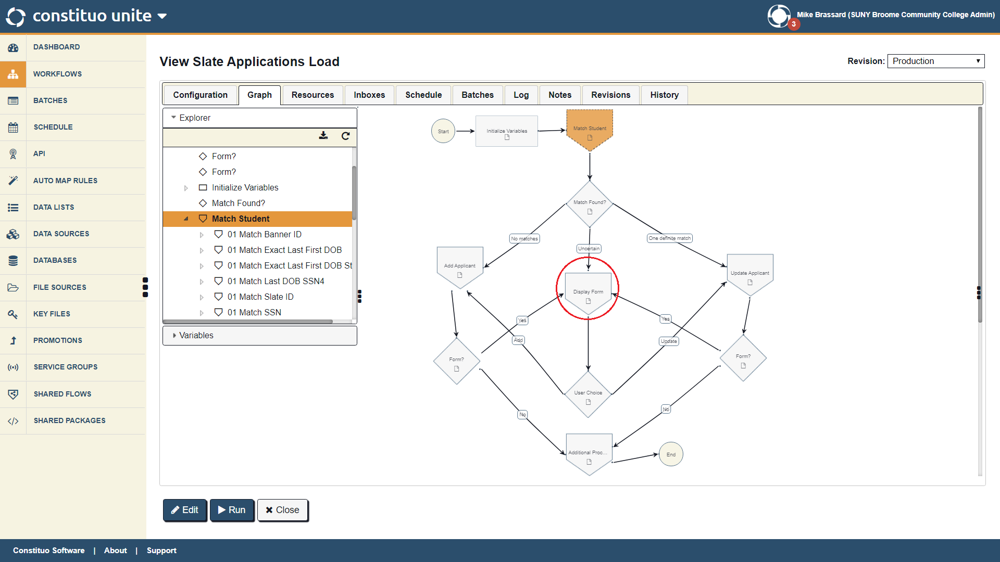 constituo unite
Mike Brassard (SUNY Broome Community College Admin)
3
DASHBOARD
WORKFLOWS
BATCHES
SCHEDULE
API
AUTO MAP RULES
DATA LISTS
DATA SOURCES
DATABASES
FILE SOURCES
KEY FILES
PROMOTIONS
SERVICE GROUPS
SHARED FLOWS
SHARED PACKAGES
View Slate Applications Load
Revision: Production
Configuration Graph Resources Inboxes Schedule Batches Log Notes Revisions History
Explorer
Form?
Form?
Initialize Variables
Match Found?
Match Student
01 Match Banner ID
01 Match Exact Last First DOB
01 Match Exact Last First DOB St
01 Match Last DOB SSN4
01 Match Slate ID
01 Match SSN
Variables
Start
Initialize Variables
Match Student
Match Found?
No matches
Uncertain
One definite match
Add Applicant
Display Form
Update Applicant
Yes
Add
Yes
Update
Form?
User Choice
Form?
No
No
Additional Proc...
End
Edit
Run
Close
Constituo Software | About | Support